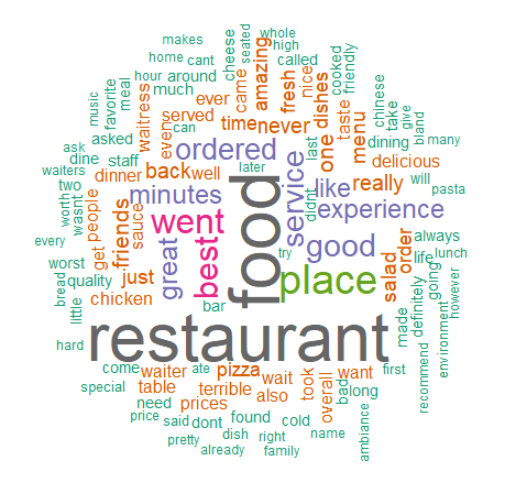 makes
whole
high
seated
home
cant
called
hour
around
much
cheese
amazing
came
nice
cooked
friendly
music
favorite
meal
waitress
ever
served
even
fresh
dishes
chinese
take
give
bland
many
asked
can
time
never
one
taste
menu
ask
dine
staff
ordered
later
last
dining
delicious
waiters
two
dinner
back
well
food
service
didnt
like
really
will
pasta
worth
wasnt
people
friends
minutes
experience
every
get
sauce
went
best
great
try
good
always
worst
quality
just
place
salad
order
life
lunch
going
however
bread
little
chicken
bar
made
definitely
environment
hard
restaurant
recommend
come
waiter
ate
pizza
wait
took
want
first
special
table
terrible
also
overall
bad
along
need
prices
price
said
dont
found
cold
name
ambiance
pretty
dish
right
already
family